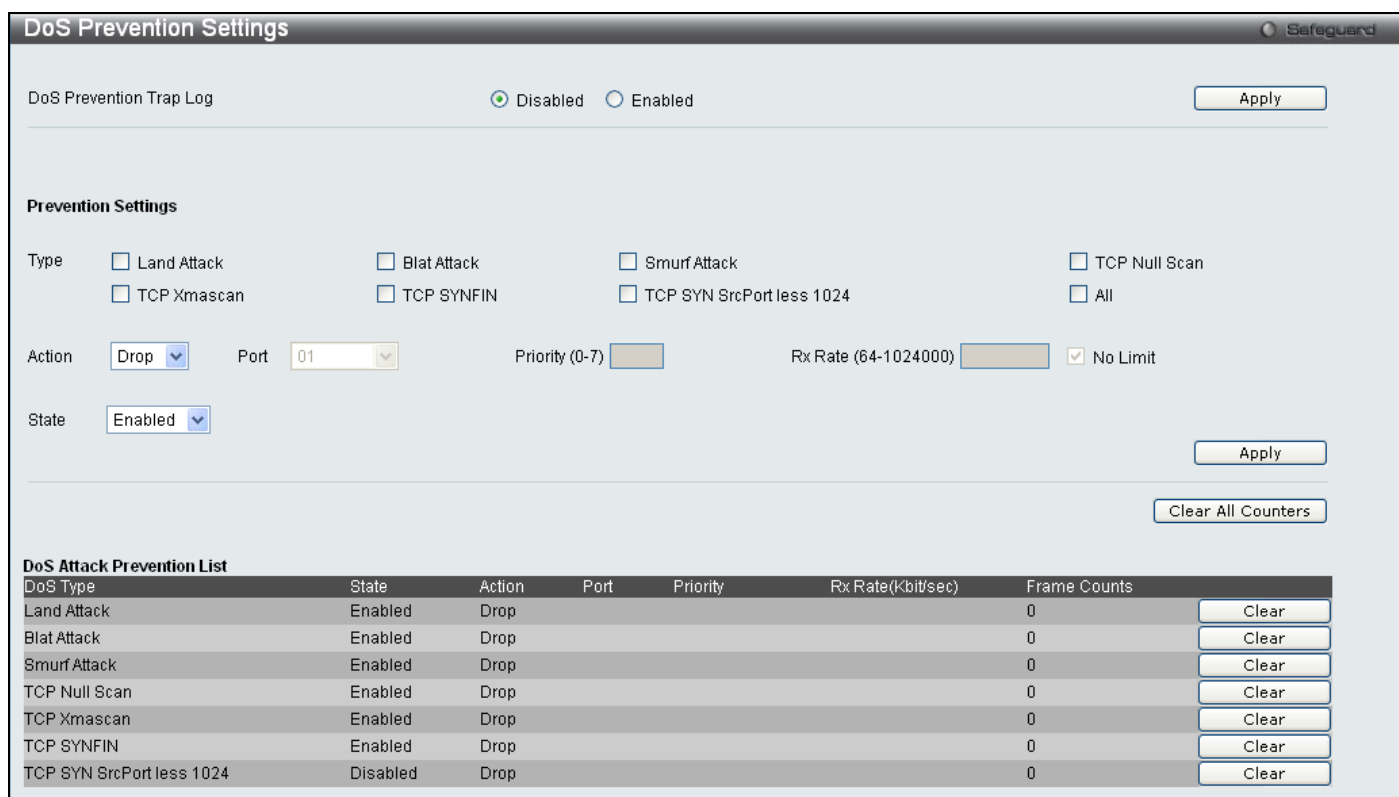 DoS Prevention Settings
Safeguard
DoS Prevention Trap Log Disabled Enabled Apply
Prevention Settings
Type Land Attack Blat Attack Smurf Attack TCP Null Scan
TCP Xmascan TCP SYNFIN TCP SYN SrcPort less 1024 All
Action Drop Port 01 Priority (0-7) Rx Rate (64-1024000) No Limit
State Enabled
Apply
Clear All Counters
DoS Attack Prevention List
DoS Type State Action Port Priority Rx Rate(Kbit/sec) Frame Counts
Land Attack Enabled Drop 0 Clear
Blat Attack Enabled Drop 0 Clear
Smurf Attack Enabled Drop 0 Clear
TCP Null Scan Enabled Drop 0 Clear
TCP Xmascan Enabled Drop 0 Clear
TCP SYNFIN Enabled Drop 0 Clear
TCP SYN SrcPort less 1024 Disabled Drop 0 Clear